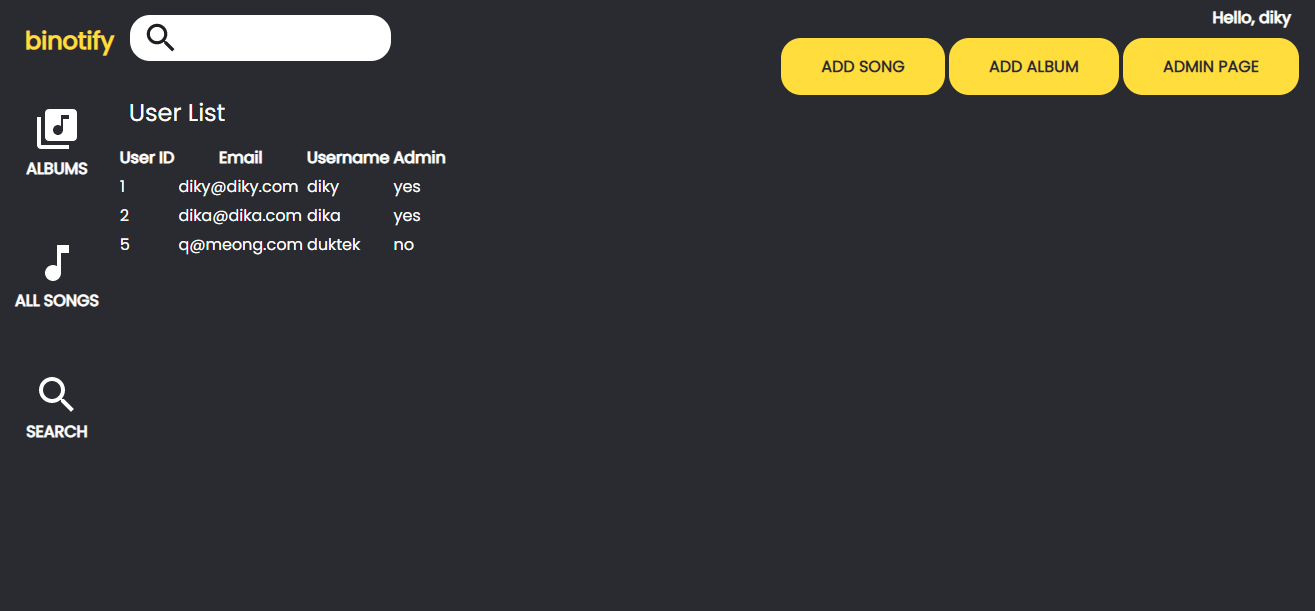 Hello, diky
binotify
ADD SONG ADD ALBUM ADMIN PAGE
User List
ALBUMS
User ID Email Username Admin
1 diky@diky.com diky yes
2 dika@dika.com dika yes
5 q@meong.com duktek no
ALL SONGS
SEARCH